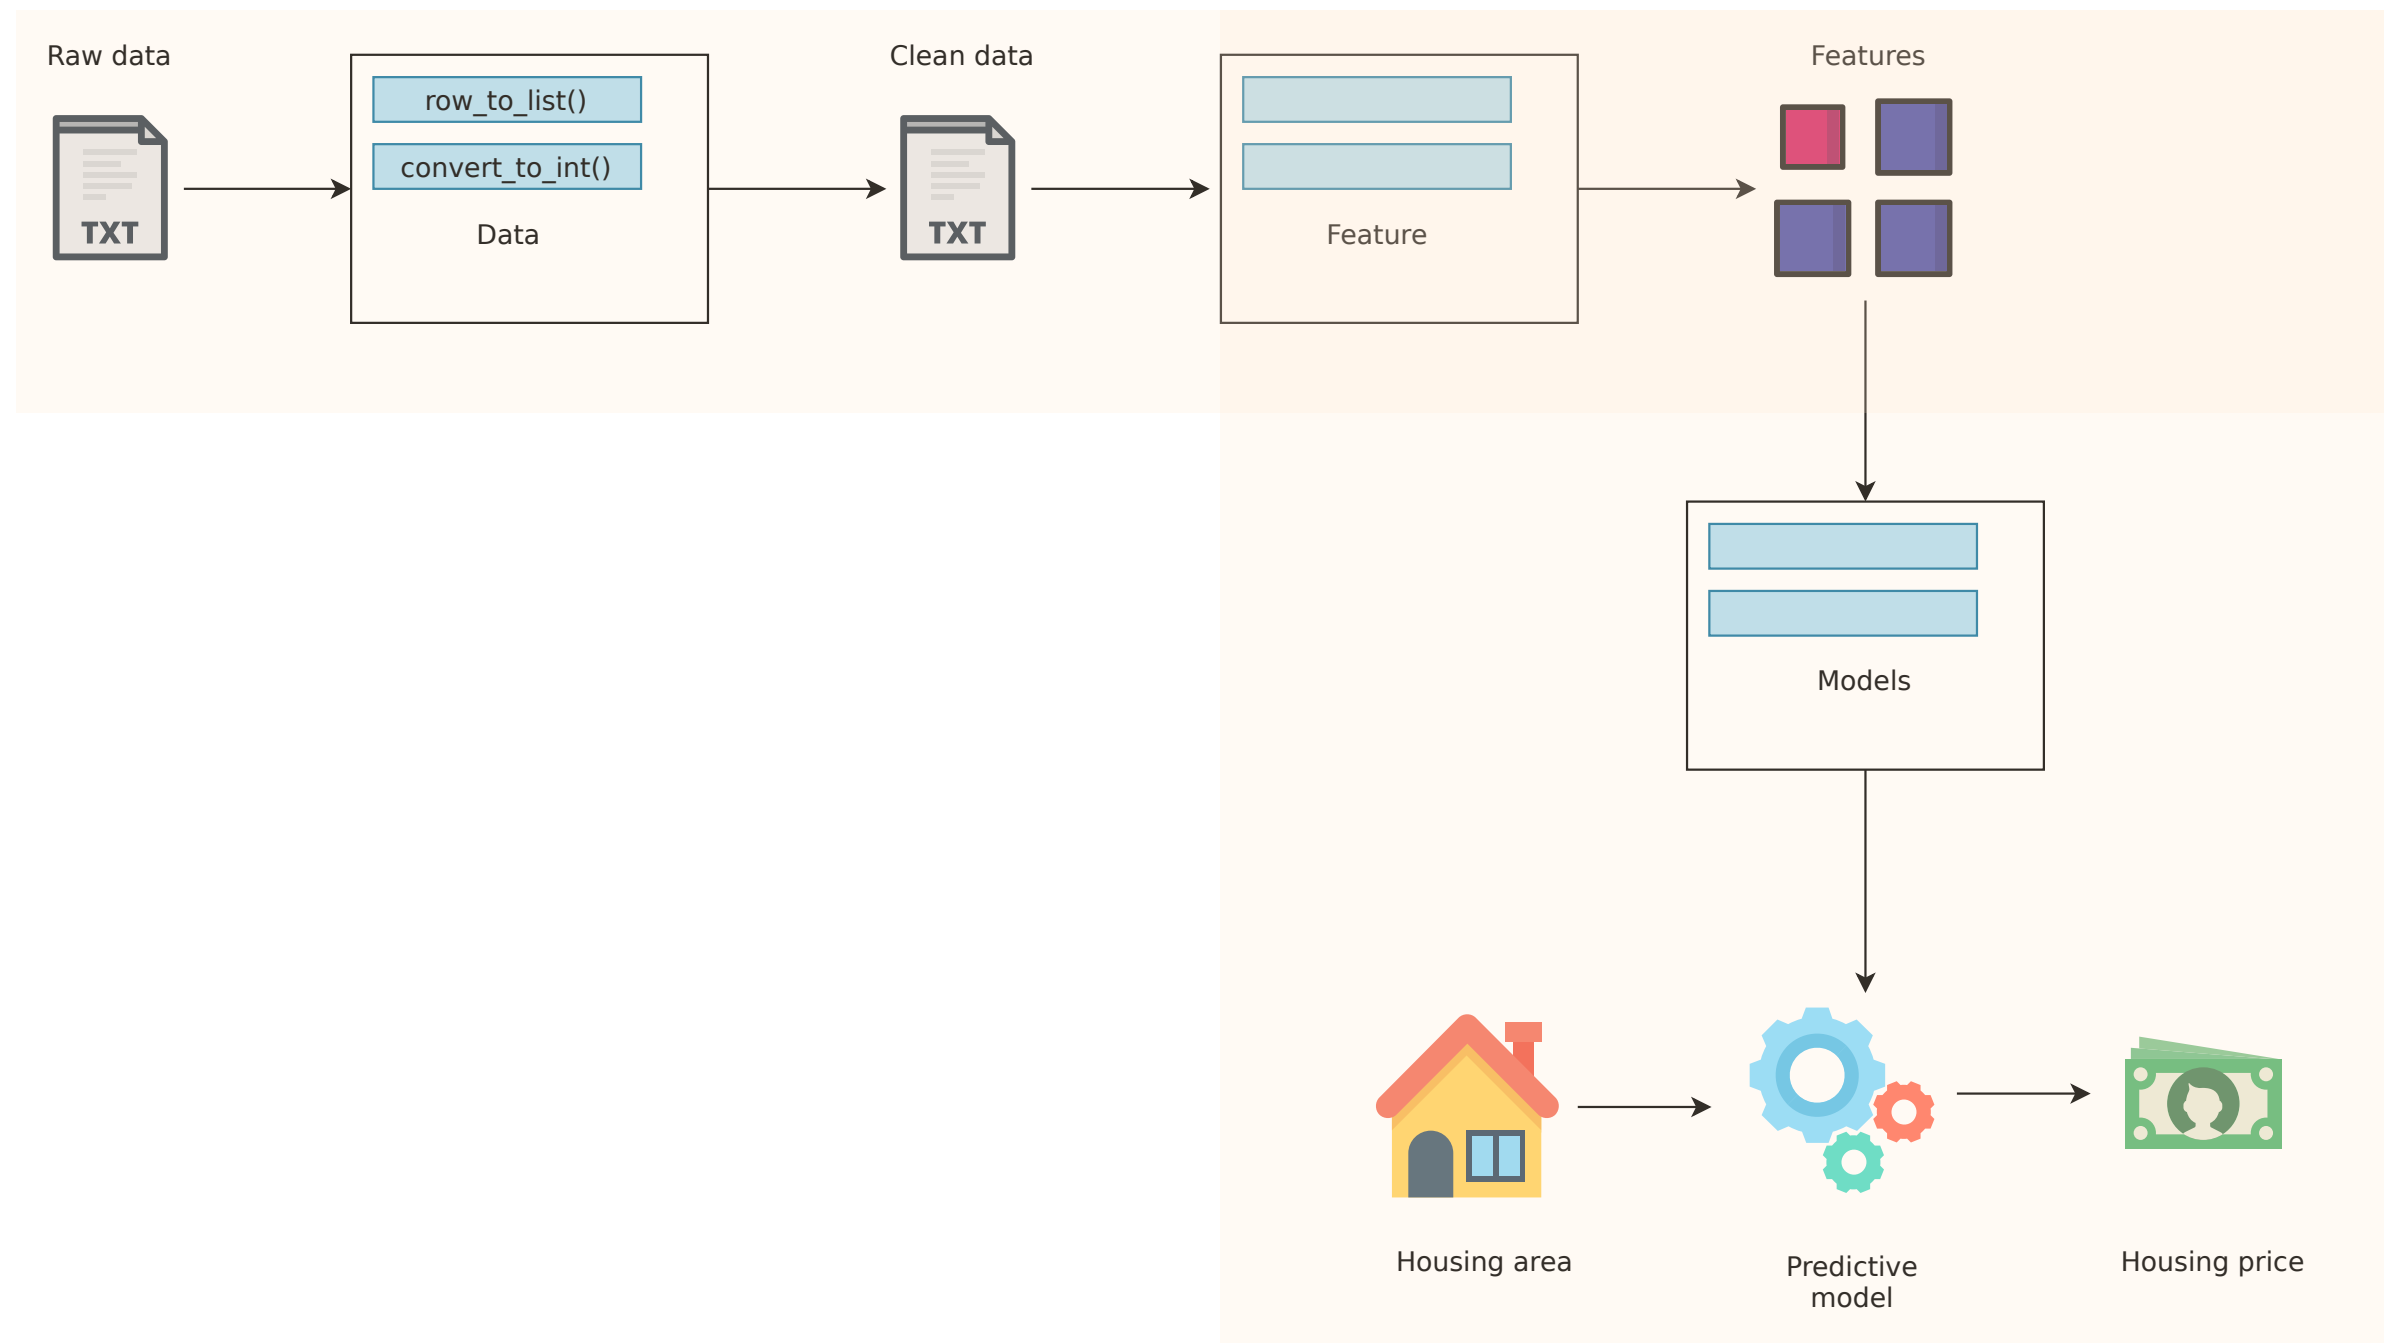 Raw data
Clean data
Features
row_to_list()
convert_to_int()
TXT
Data
TXT
Feature
Models
Housing area
Predictive
model
Housing price